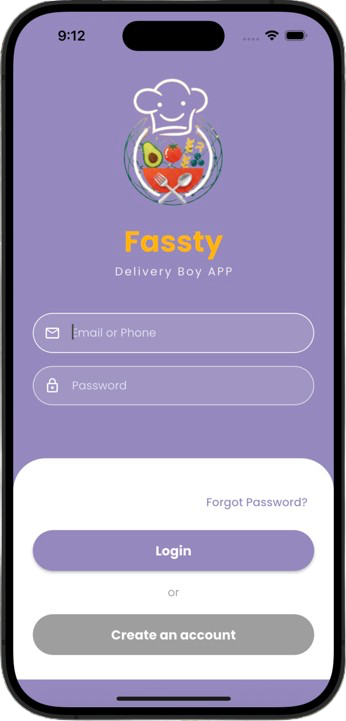 9:12
Fassty
Delivery Boy APP
Email or Phone
Password
Forgot Password?
Login
or
Create an account